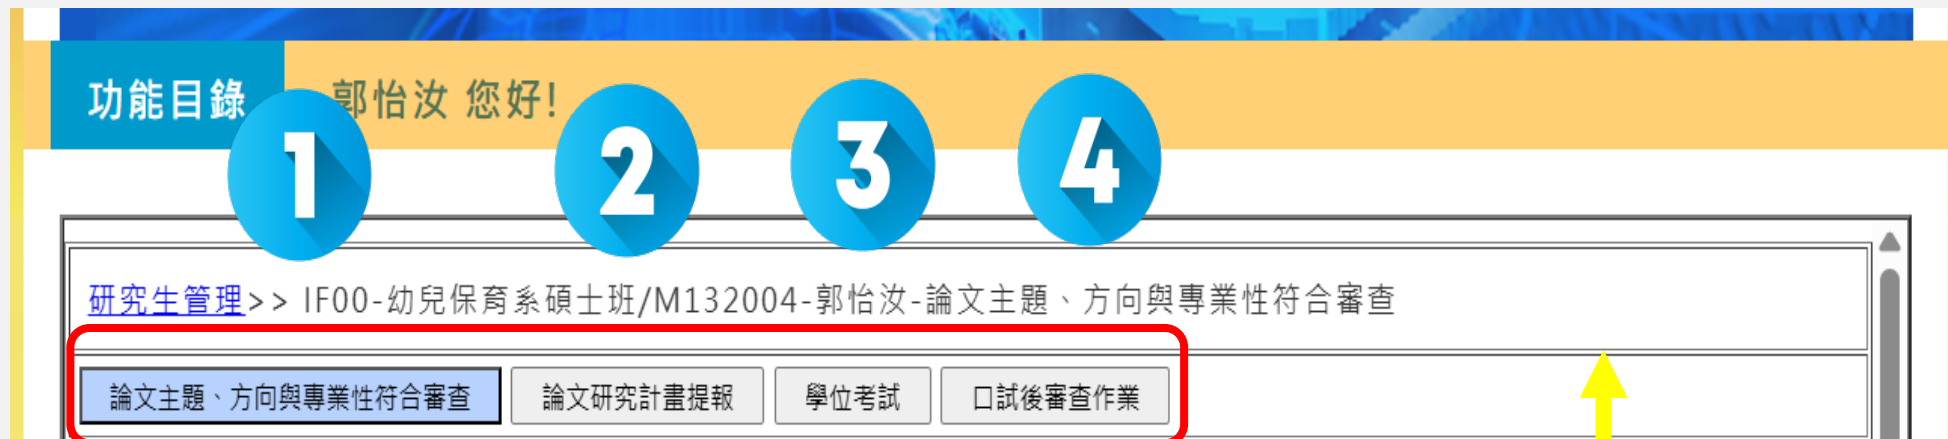 功能目錄 郭怡汝 您好!
1 2 3 4
研究生管理>> IF00-幼兒保育系碩士班/M132004-郭怡汝-論文主題、方向與專業性符合審查
論文主題、方向與專業性符合審查 論文研究計畫提報 學位考試 口試後審查作業